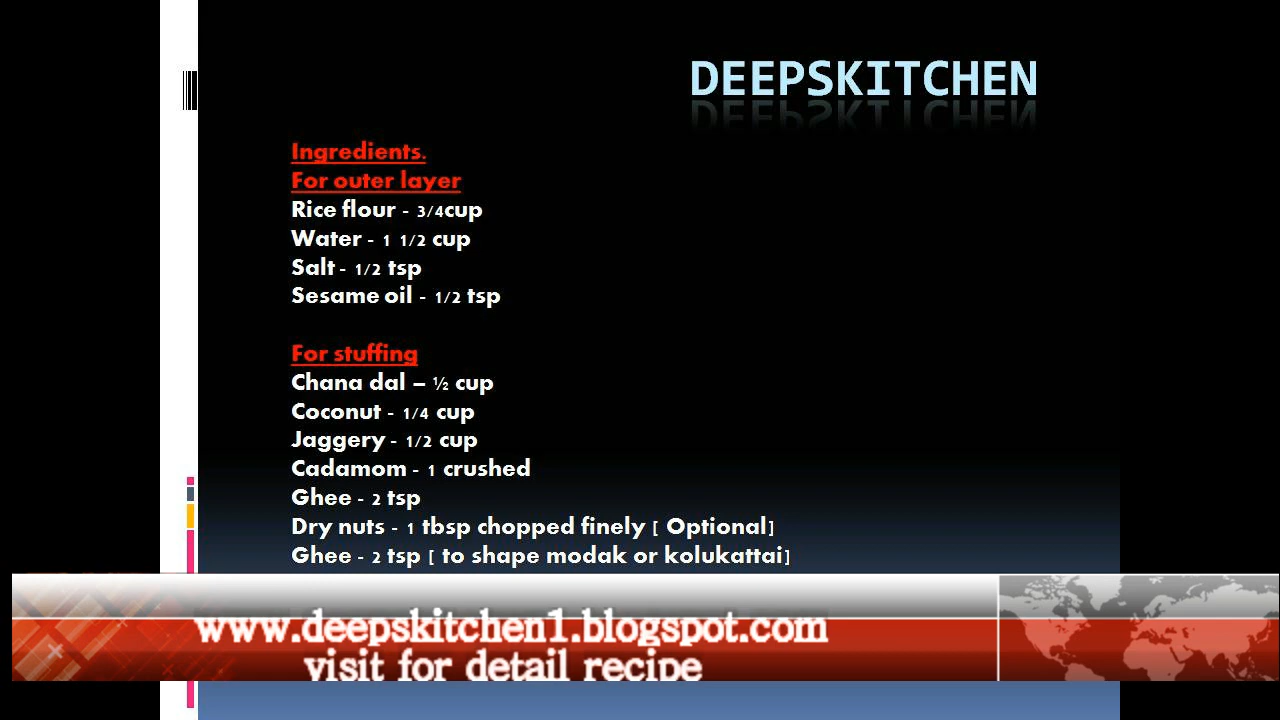 DEEPSKITCHEN
Ingredients.
For outer layer
Rice flour - 3/4cup
Water - 1 1/2 cup
Salt - 1/2 tsp
Sesame oil - 1/2 tsp
For stuffing
Chana dal – ½ cup
Coconut - 1/4 cup
Jaggery - 1/2 cup
Cadamom - 1 crushed
Ghee - 2 tsp
Dry nuts - 1 tbsp chopped finely [ Optional]
Ghee - 2 tsp [ to shape modak or kolukattai]
www.deepskitchen1.blogspot.com
visit for detail recipe